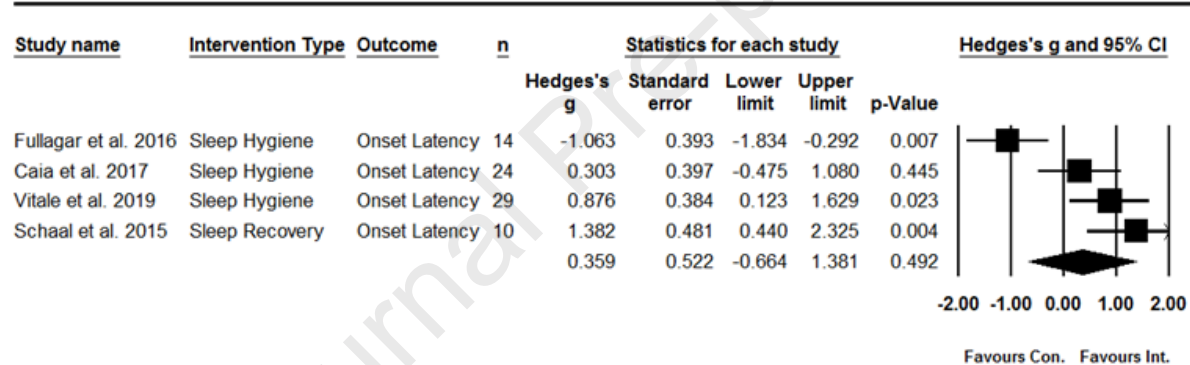 Study name Intervention Type Outcome n Statistics for each study Hedges's g and 95% CI
Hedges's g Standard error Lower limit Upper limit p-Value
Fullagar et al. 2016 Sleep Hygiene Onset Latency 14 -1.063 0.393 -1.834 -0.292 0.007
Caia et al. 2017 Sleep Hygiene Onset Latency 24 0.303 0.397 -0.475 1.080 0.445
Vitale et al. 2019 Sleep Hygiene Onset Latency 29 0.876 0.384 0.123 1.629 0.023
Schaal et al. 2015 Sleep Recovery Onset Latency 10 1.382 0.481 0.440 2.325 0.004
0.359 0.522 -0.664 1.381 0.492
-2.00 -1.00 0.00 1.00 2.00
Favours Con. Favours Int.